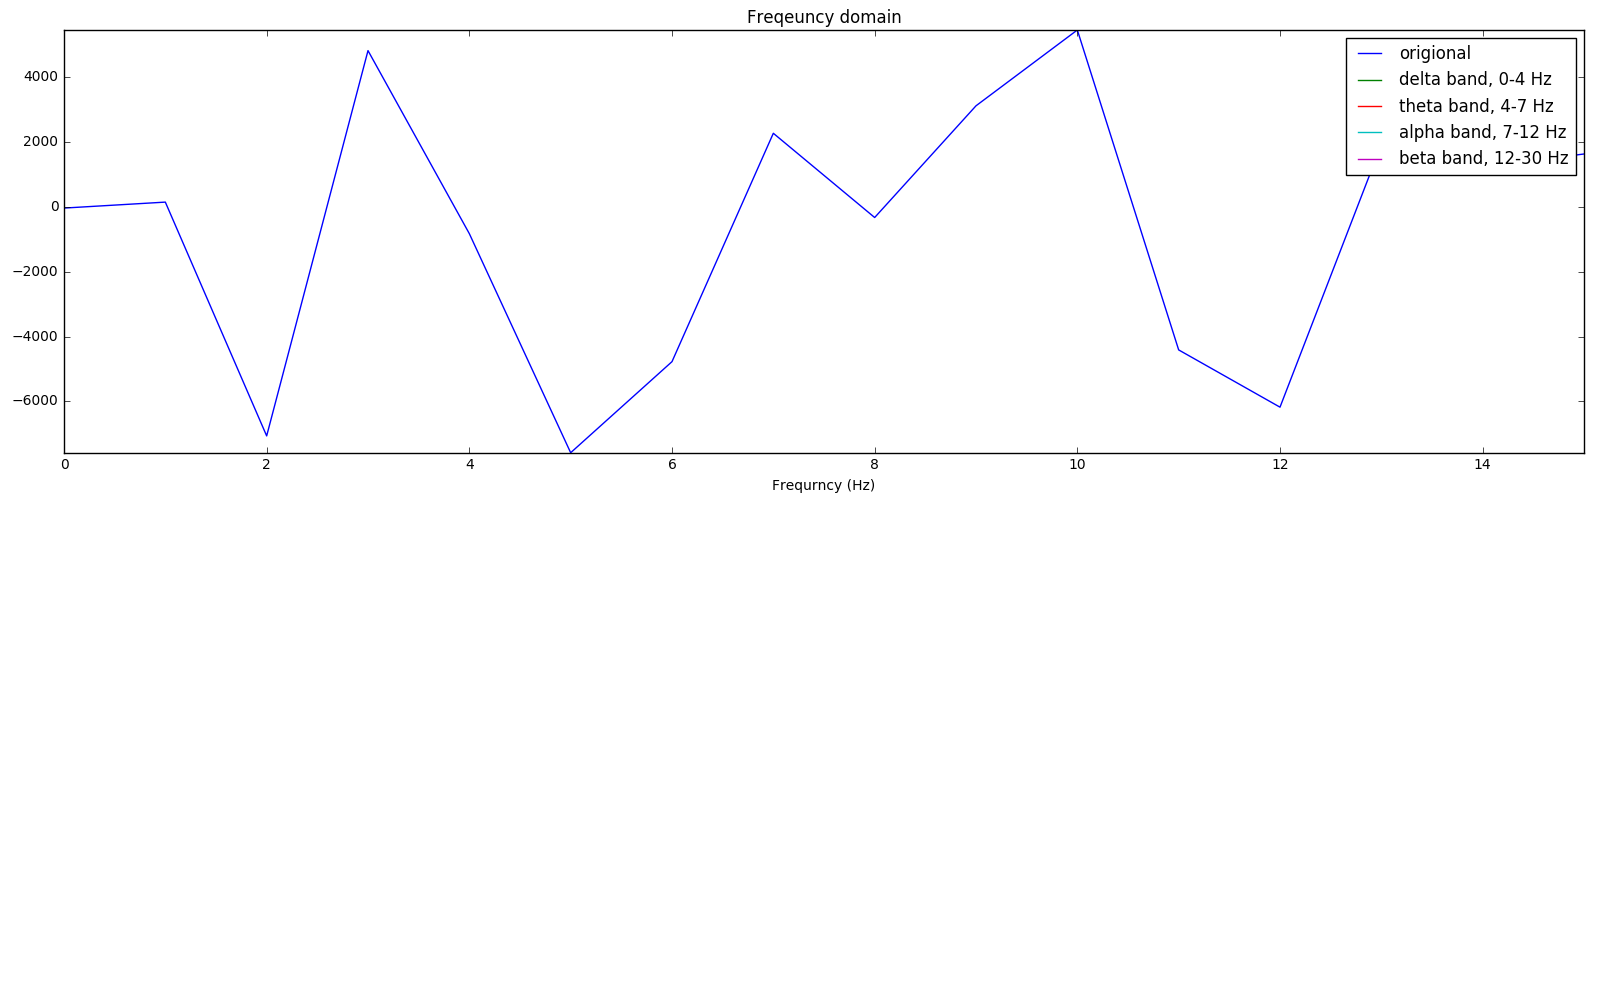 Freqeuncy domain
origional
delta band, 0-4 Hz
theta band, 4-7 Hz
alpha band, 7-12 Hz
beta band, 12-30 Hz
4000
2000
0
−2000
−4000
−6000
0 2 4 6 8 10 12 14
Frequrncy (Hz)